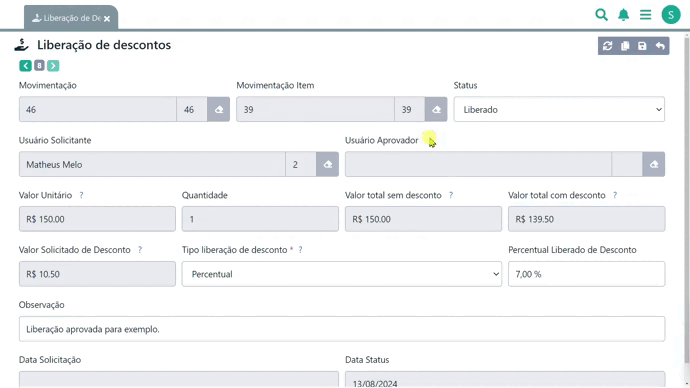 Liberação de De
S
Liberação de descontos
8
Movimentação Movimentação Item Status
46 46 39 39 Liberado
Usuário Solicitante Usuário Aprovador
Matheus Melo 2
Valor Unitário ? Quantidade Valor total sem desconto ? Valor total com desconto ?
R$ 150.00 1 R$ 150.00 R$ 139.50
Valor Solicitado de Desconto ? Tipo liberação de desconto * ? Percentual Liberado de Desconto
R$ 10.50 Percentual 7,00 %
Observação
Liberação aprovada para exemplo.
Data Solicitação Data Status
13/08/2024